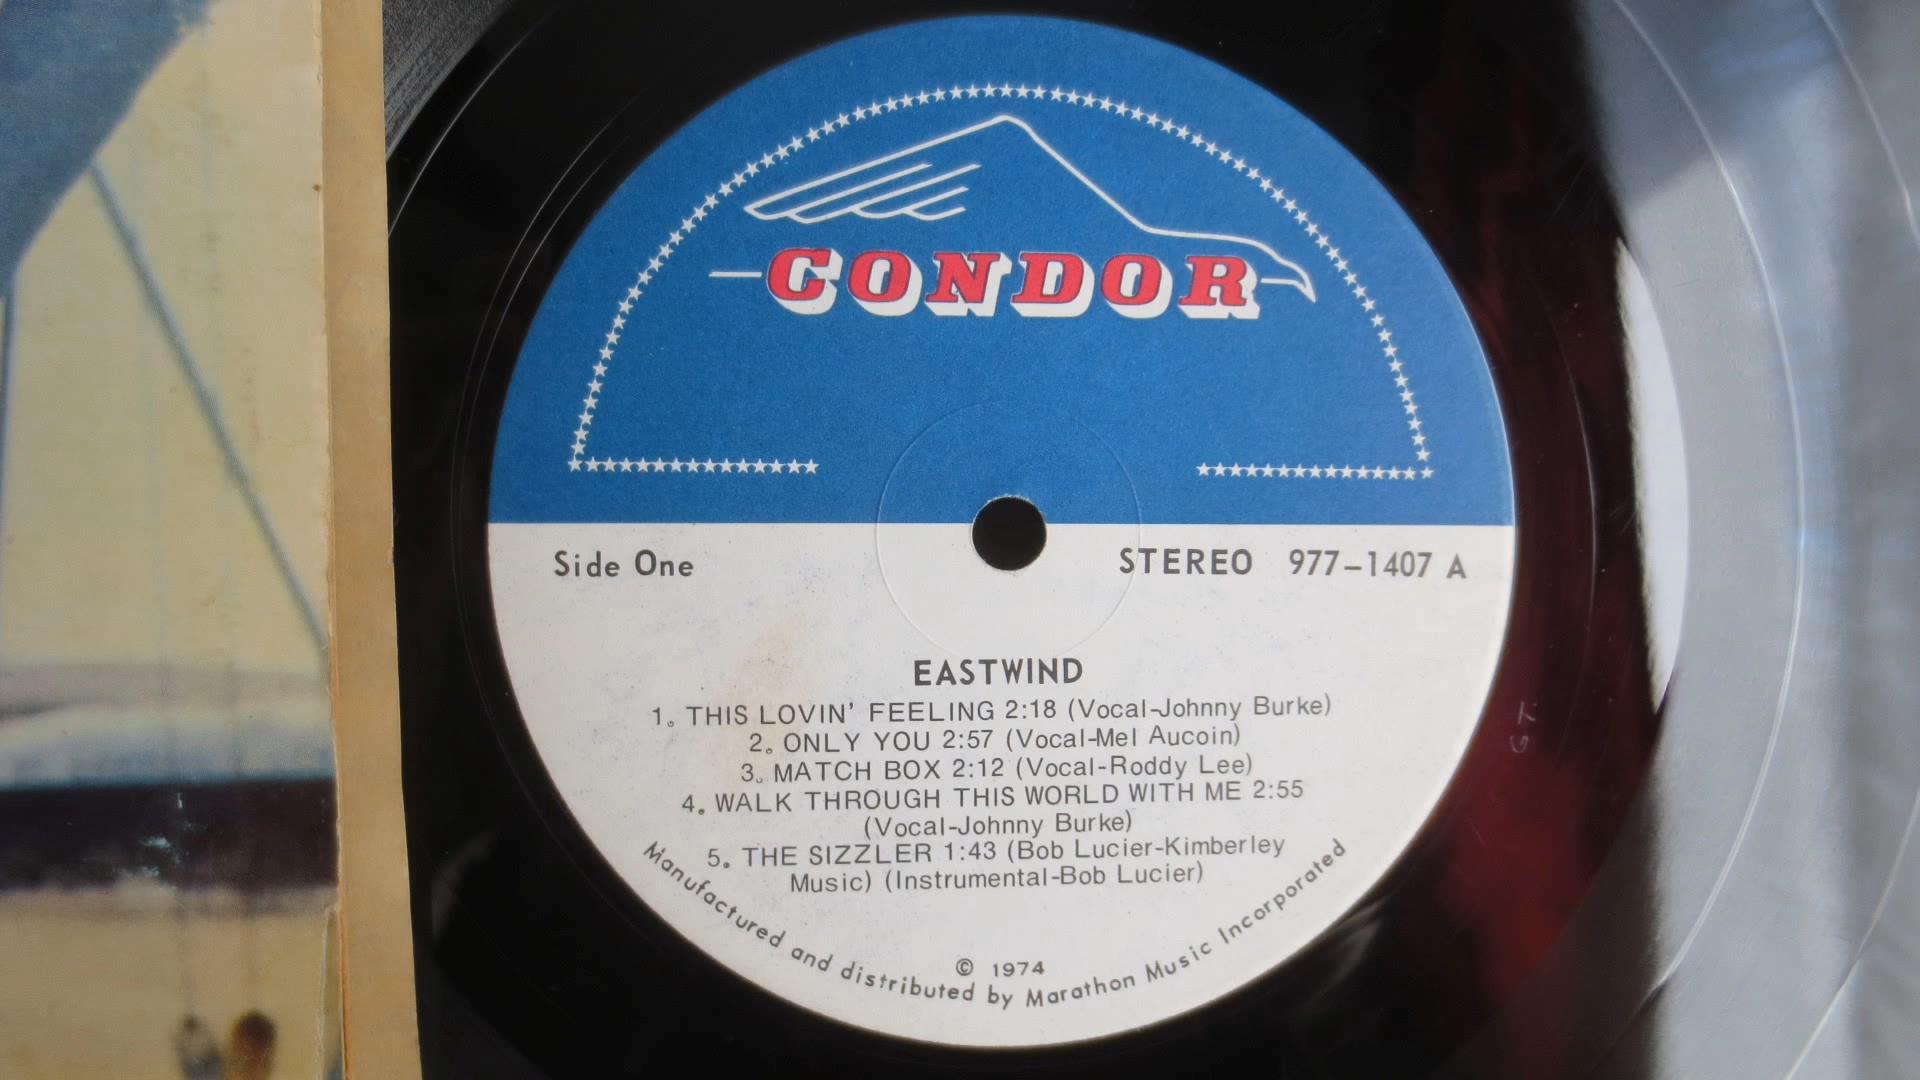 CONDOR
Side One
STEREO 977-1407 A
EASTWIND
1. THIS LOVIN' FEELING 2:18 (Vocal-Johnny Burke)
2. ONLY YOU 2:57 (Vocal-Mel Aucoin)
3. MATCH BOX 2:12 (Vocal-Roddy Lee)
4. WALK THROUGH THIS WORLD WITH ME 2:55
(Vocal-Johnny Burke)
5. THE SIZZLER 1:43 (Bob Lucier-Kimberley
Music) (Instrumental-Bob Lucier)
© 1974
Manufactured and distributed by Marathon Music Incorporated